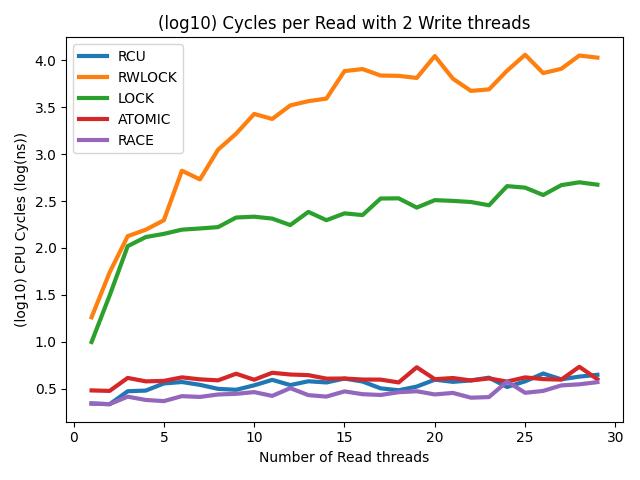 (log10) Cycles per Read with 2 Write threads
RCU
RWLOCK
LOCK
ATOMIC
RACE
(log10) CPU Cycles (log(ns))
4.0
3.5
3.0
2.5
2.0
1.5
1.0
0.5
0 5 10 15 20 25 30
Number of Read threads